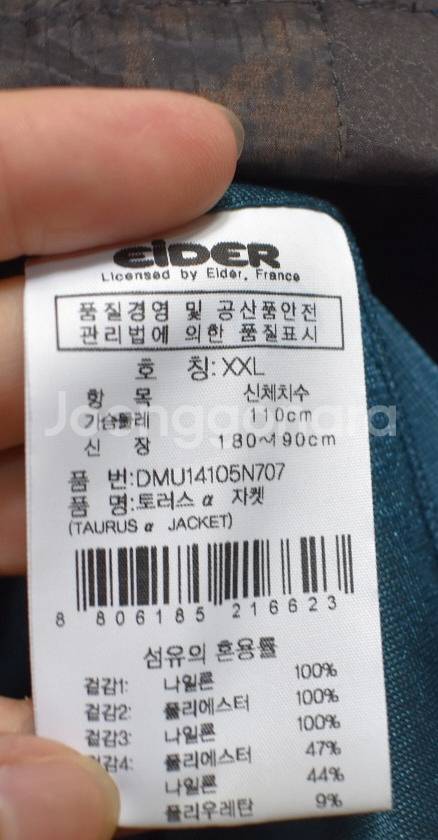 EIDER
Licensed by Eider, France
품질경영 및 공산품안전
관리법에 의한 품질표시
호 칭: XXL
항 목 신체치수
가슴둘레 110cm
Joonggonara
신 장 180~190cm
품 번:DMU14105N707
품 명:토러스 α 자켓
(TAURUS α JACKET)
8 806185 216623
섬유의 혼용률
겉감1: 나일론 100%
겉감2: 폴리에스터 100%
겉감3: 나일론 100%
감4: 폴리에스터 47%
나일론 44%
폴리우레탄 9%